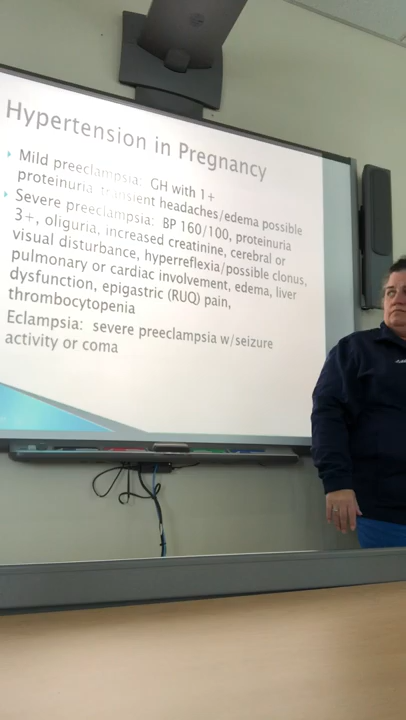 Hypertension in Pregnancy
Mild preeclampsia: GH with 1+
proteinuria transient headaches/edema possible
Severe preeclampsia: BP 160/100, proteinuria
3+, oliguria, increased creatinine, cerebral or
visual disturbance, hyperreflexia/possible clonus,
pulmonary or cardiac involvement, edema, liver
dysfunction, epigastric (RUQ) pain,
thrombocytopenia
Eclampsia: severe preeclampsia w/seizure
activity or coma